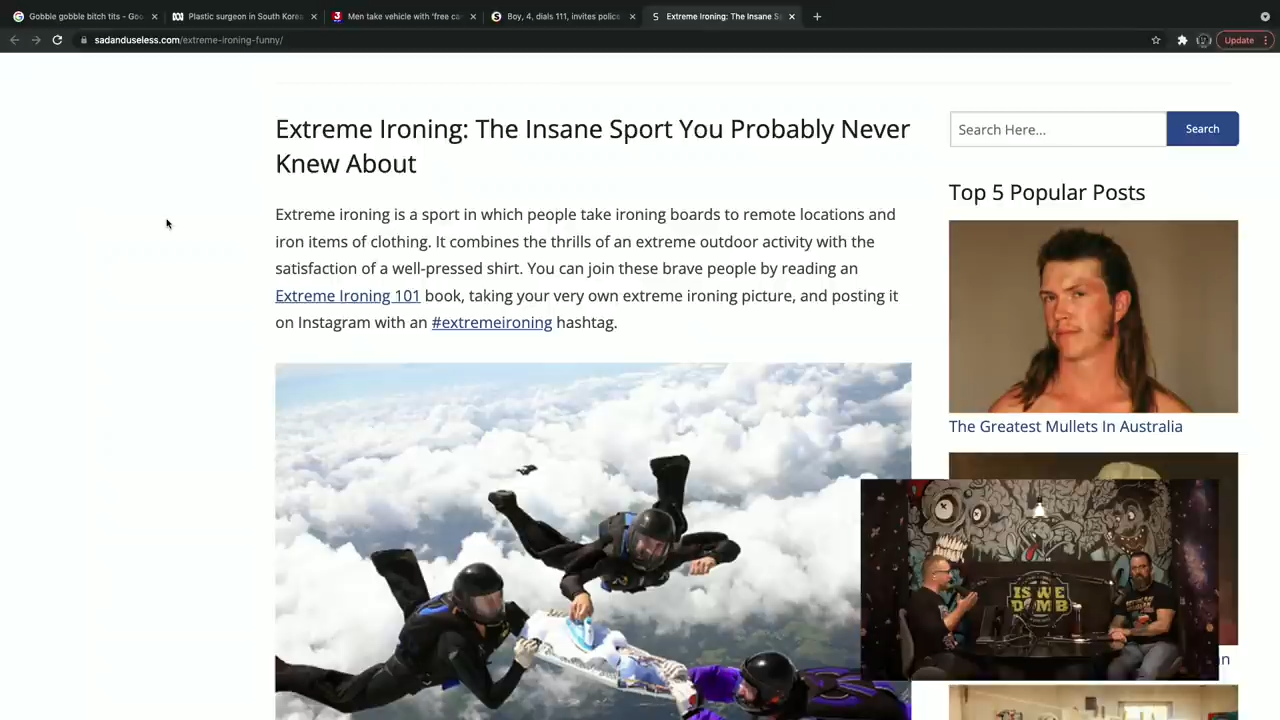 Gobble gobble bitch tits - Goo
Plastic surgeon in South Korea
Men take vehicle with 'free ca
Boy, 4, dials 111, invites polic
Extreme Ironing: The Insane Sp
sadanduseless.com/extreme-ironing-funny/
Update
Extreme Ironing: The Insane Sport You Probably Never
Knew About
Search Here...
Search
Extreme ironing is a sport in which people take ironing boards to remote locations and
iron items of clothing. It combines the thrills of an extreme outdoor activity with the
satisfaction of a well-pressed shirt. You can join these brave people by reading an
Extreme Ironing 101 book, taking your very own extreme ironing picture, and posting it
on Instagram with an #extremeironing hashtag.
Top 5 Popular Posts
The Greatest Mullets In Australia
IS WE
DOMB